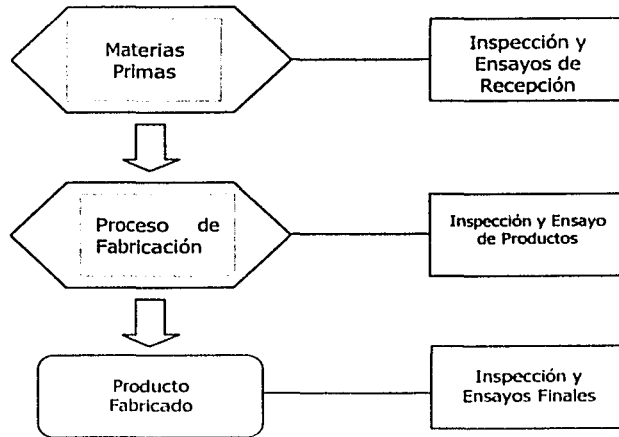 Materias
Primas
Inspección y
Ensayos de
Recepción
Proceso de
Fabricación
Inspección y Ensayo
de Productos
Producto
Fabricado
Inspección y
Ensayos Finales